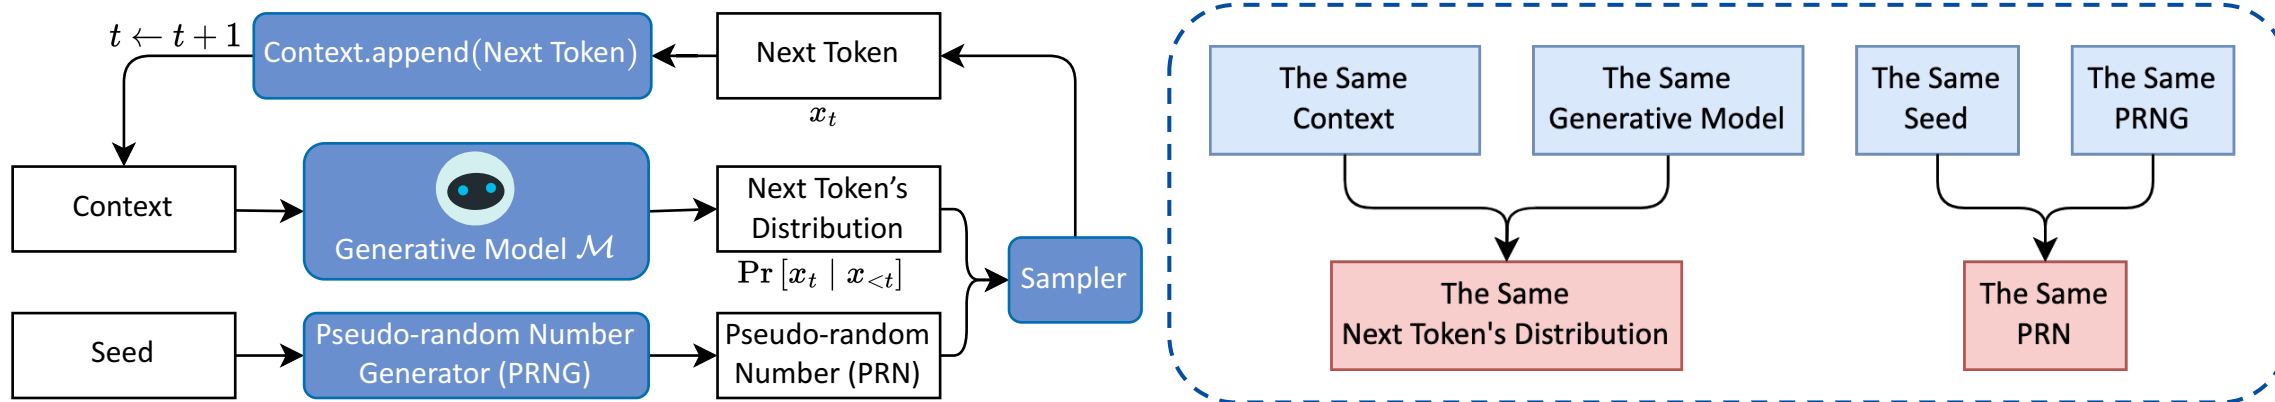 t ← t + 1
Context.append(Next Token)
Next Token
x_t
Context
Generative Model ℳ
Next Token’s
Distribution
Pr [x_t | x_{<t}]
Sampler
Seed
Pseudo-random Number
Generator (PRNG)
Pseudo-random
Number (PRN)
The Same
Context
The Same
Generative Model
The Same
Seed
The Same
PRNG
The Same
Next Token's Distribution
The Same
PRN